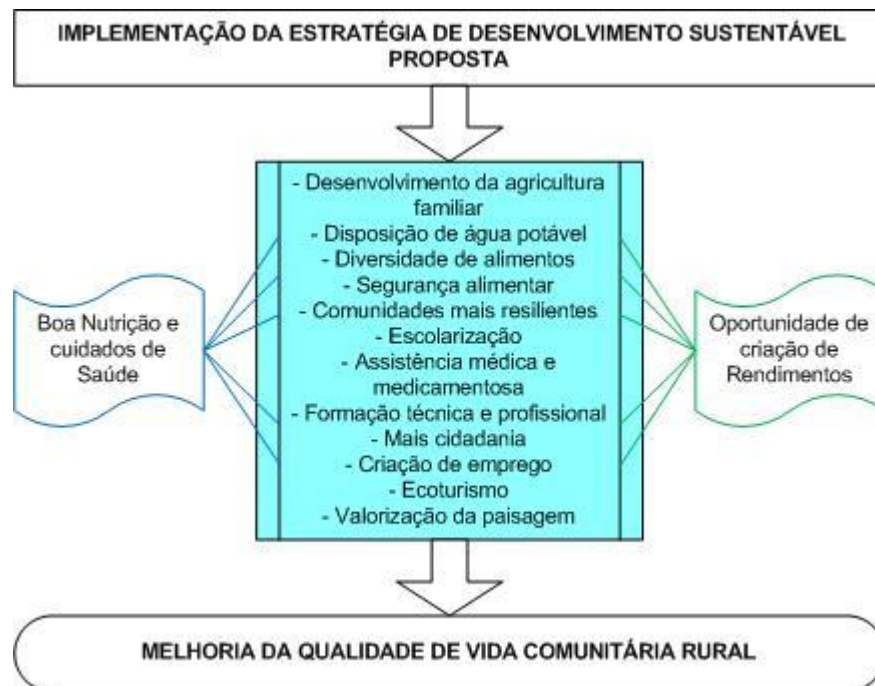 IMPLEMENTAÇÃO DA ESTRATÉGIA DE DESENVOLVIMENTO SUSTENTÁVEL
PROPOSTA
- Desenvolvimento da agricultura
familiar
- Disposição de água potável
- Diversidade de alimentos
- Segurança alimentar
- Comunidades mais resilientes
- Escolarização
- Assistência médica e
medicamentosa
- Formação técnica e profissional
- Mais cidadania
- Criação de emprego
- Ecoturismo
- Valorização da paisagem
Boa Nutrição e
cuidados de
Saúde
Oportunidade de
criação de
Rendimentos
MELHORIA DA QUALIDADE DE VIDA COMUNITÁRIA RURAL